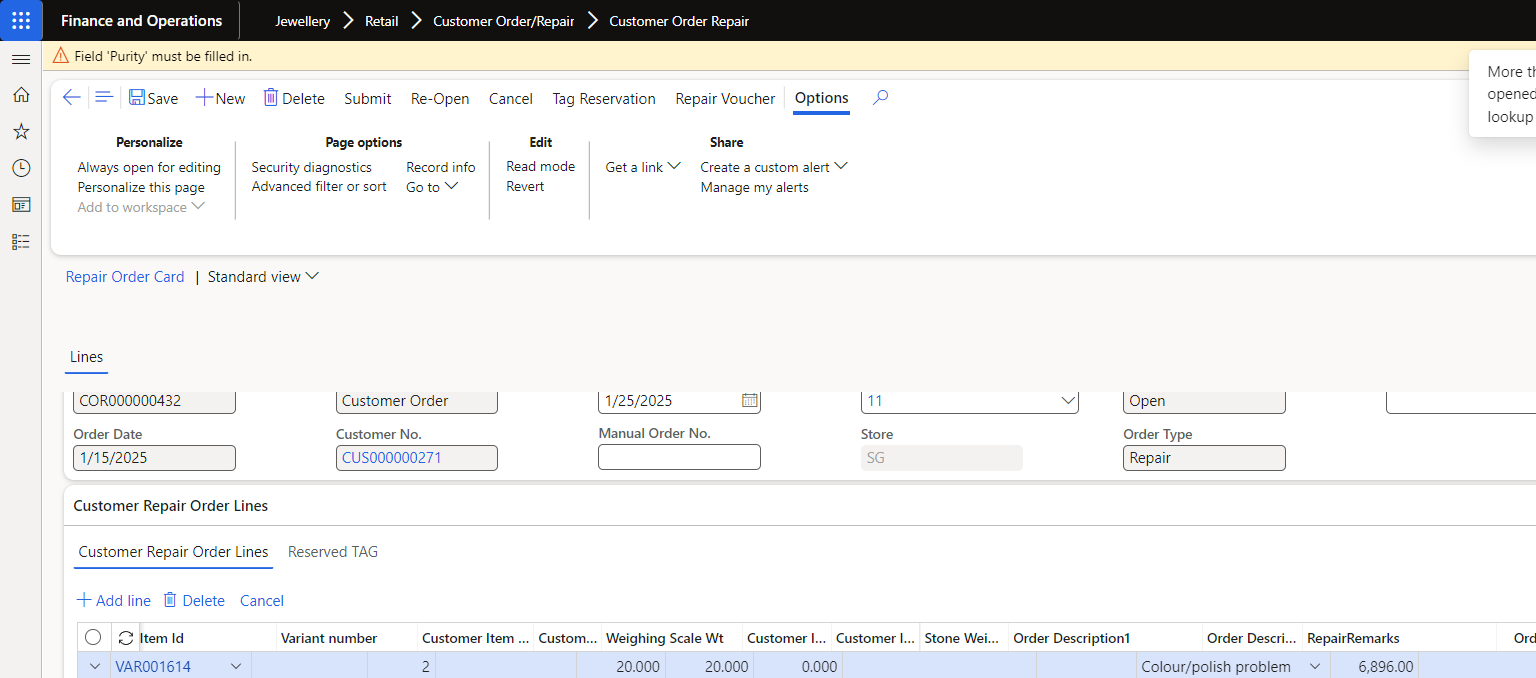 Finance and Operations
Jewellery Retail Customer Order/Repair Customer Order Repair
Field 'Purity' must be filled in.
More th
opened
lookup
Save New Delete Submit Re-Open Cancel Tag Reservation Repair Voucher Options
Personalize
Always open for editing
Personalize this page
Add to workspace
Page options
Security diagnostics
Advanced filter or sort
Record info
Go to
Edit
Read mode
Revert
Share
Get a link
Create a custom alert
Manage my alerts
Repair Order Card | Standard view
Lines
COR000000432 Customer Order 1/25/2025 11 Open
Order Date Customer No. Manual Order No. Store Order Type
1/15/2025 CUS000000271 SG Repair
Customer Repair Order Lines
Customer Repair Order Lines Reserved TAG
Add line Delete Cancel
Item Id Variant number Customer Item ... Custom... Weighing Scale Wt Customer I... Customer I... Stone Wei... Order Description1 Order Descri... RepairRemarks Ord
VAR001614 2 20.000 20.000 0.000 Colour/polish problem 6,896.00